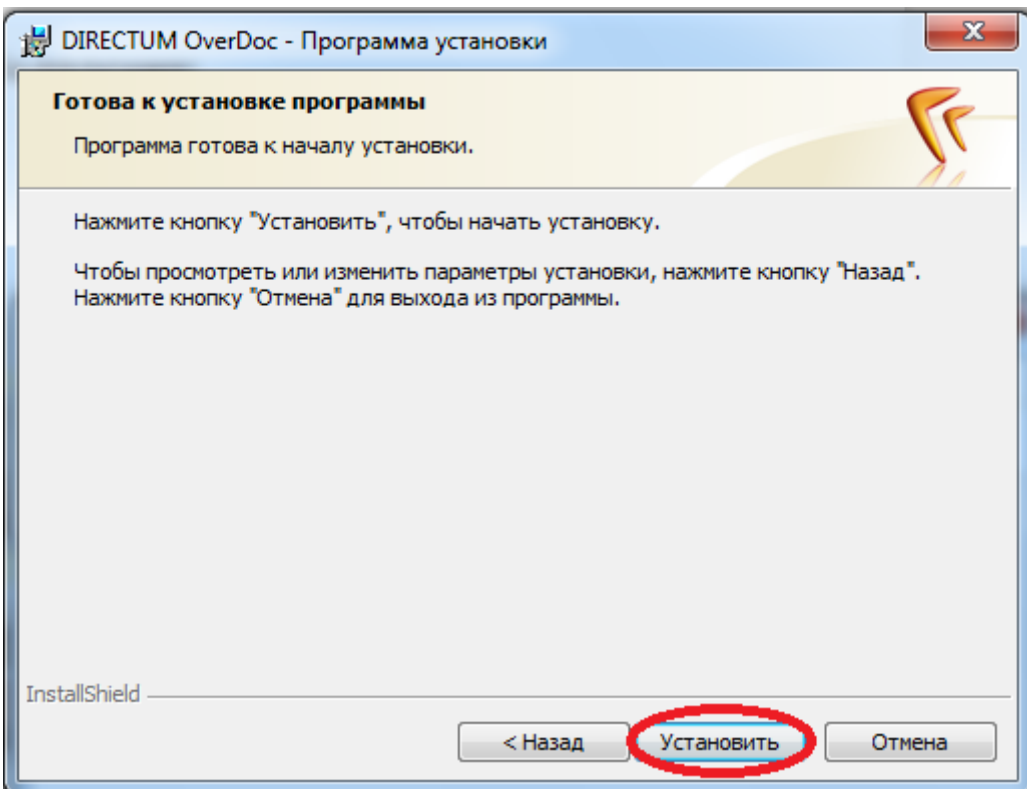 DIRECTUM OverDoc - Программа установки
Готова к установке программы
Программа готова к началу установки.
Нажмите кнопку "Установить", чтобы начать установку.
Чтобы просмотреть или изменить параметры установки, нажмите кнопку "Назад".
Нажмите кнопку "Отмена" для выхода из программы.
InstallShield
< Назад Установить Отмена